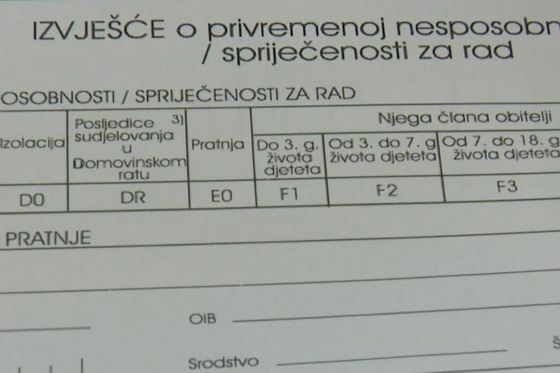 IZVJEŠĆE o privremenoj
/ spriječenosti za rad
OSOBNOSTI / SPRIJEČENOSTI ZA RAD
Izolacija
Posljedice 3)
sudjelovanja
u
Domovinskom
ratu
Pratnja
Njega člana obitelji
Do 3. g.
života
djeteta
Od 3. do 7. g
života djeteta
Od 7. do 18. g
života djeteta
D0
DR
E0
F1
F2
F3
PRATNJE
OIB
Srodstvo